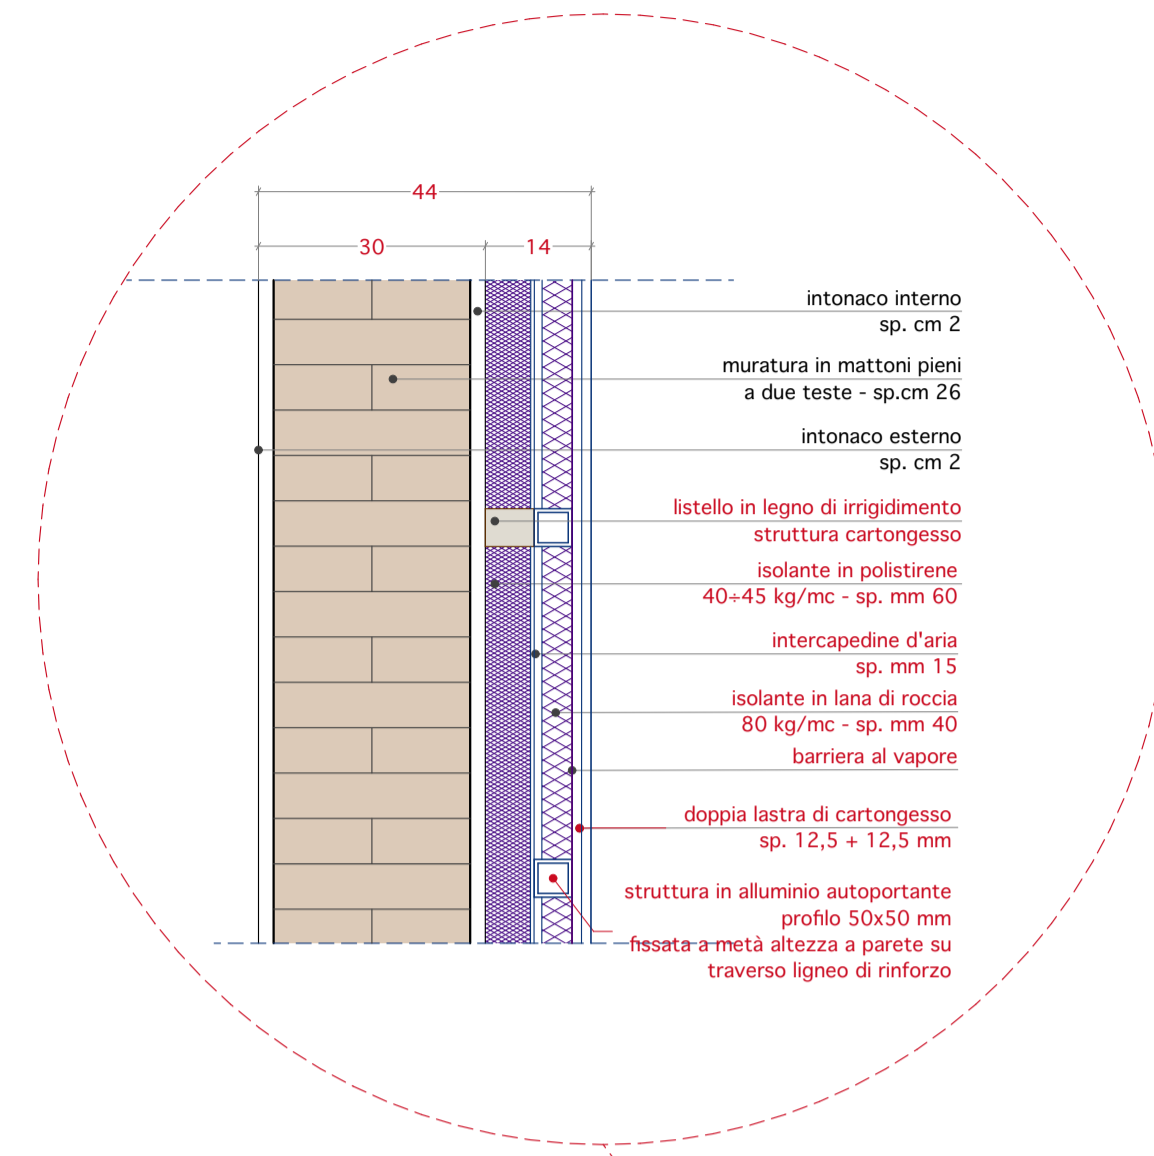 44
30
14
intonaco interno
sp. cm 2
muratura in mattoni pieni
a due teste - sp.cm 26
intonaco esterno
sp. cm 2
listello in legno di irrigidimento
struttura cartongesso
isolante in polistirene
40÷45 kg/mc - sp. mm 60
intercapedine d'aria
sp. mm 15
isolante in lana di roccia
80 kg/mc - sp. mm 40
barriera al vapore
doppia lastra di cartongesso
sp. 12,5 + 12,5 mm
struttura in alluminio autoportante
profilo 50x50 mm
fissata a metà altezza a parete su
traverso ligneo di rinforzo